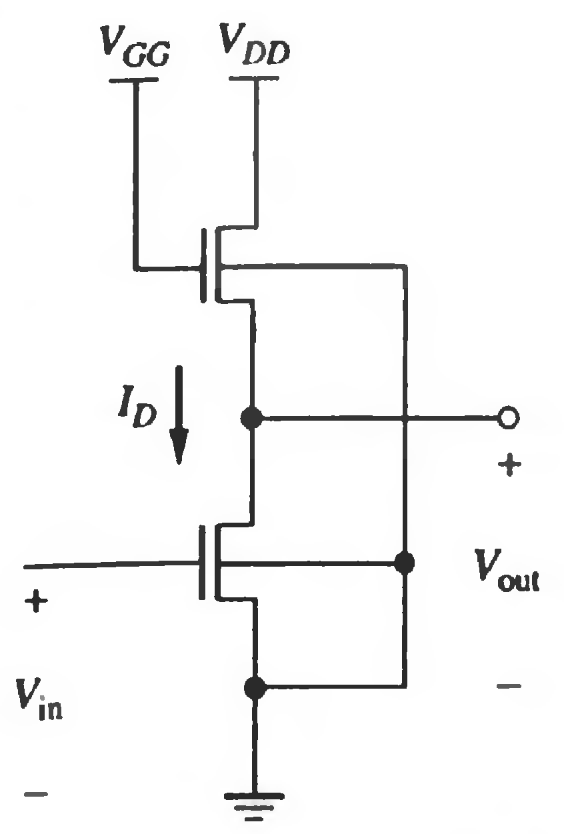 V_GG V_DD
I_D
+
+ V_out
V_in −
−